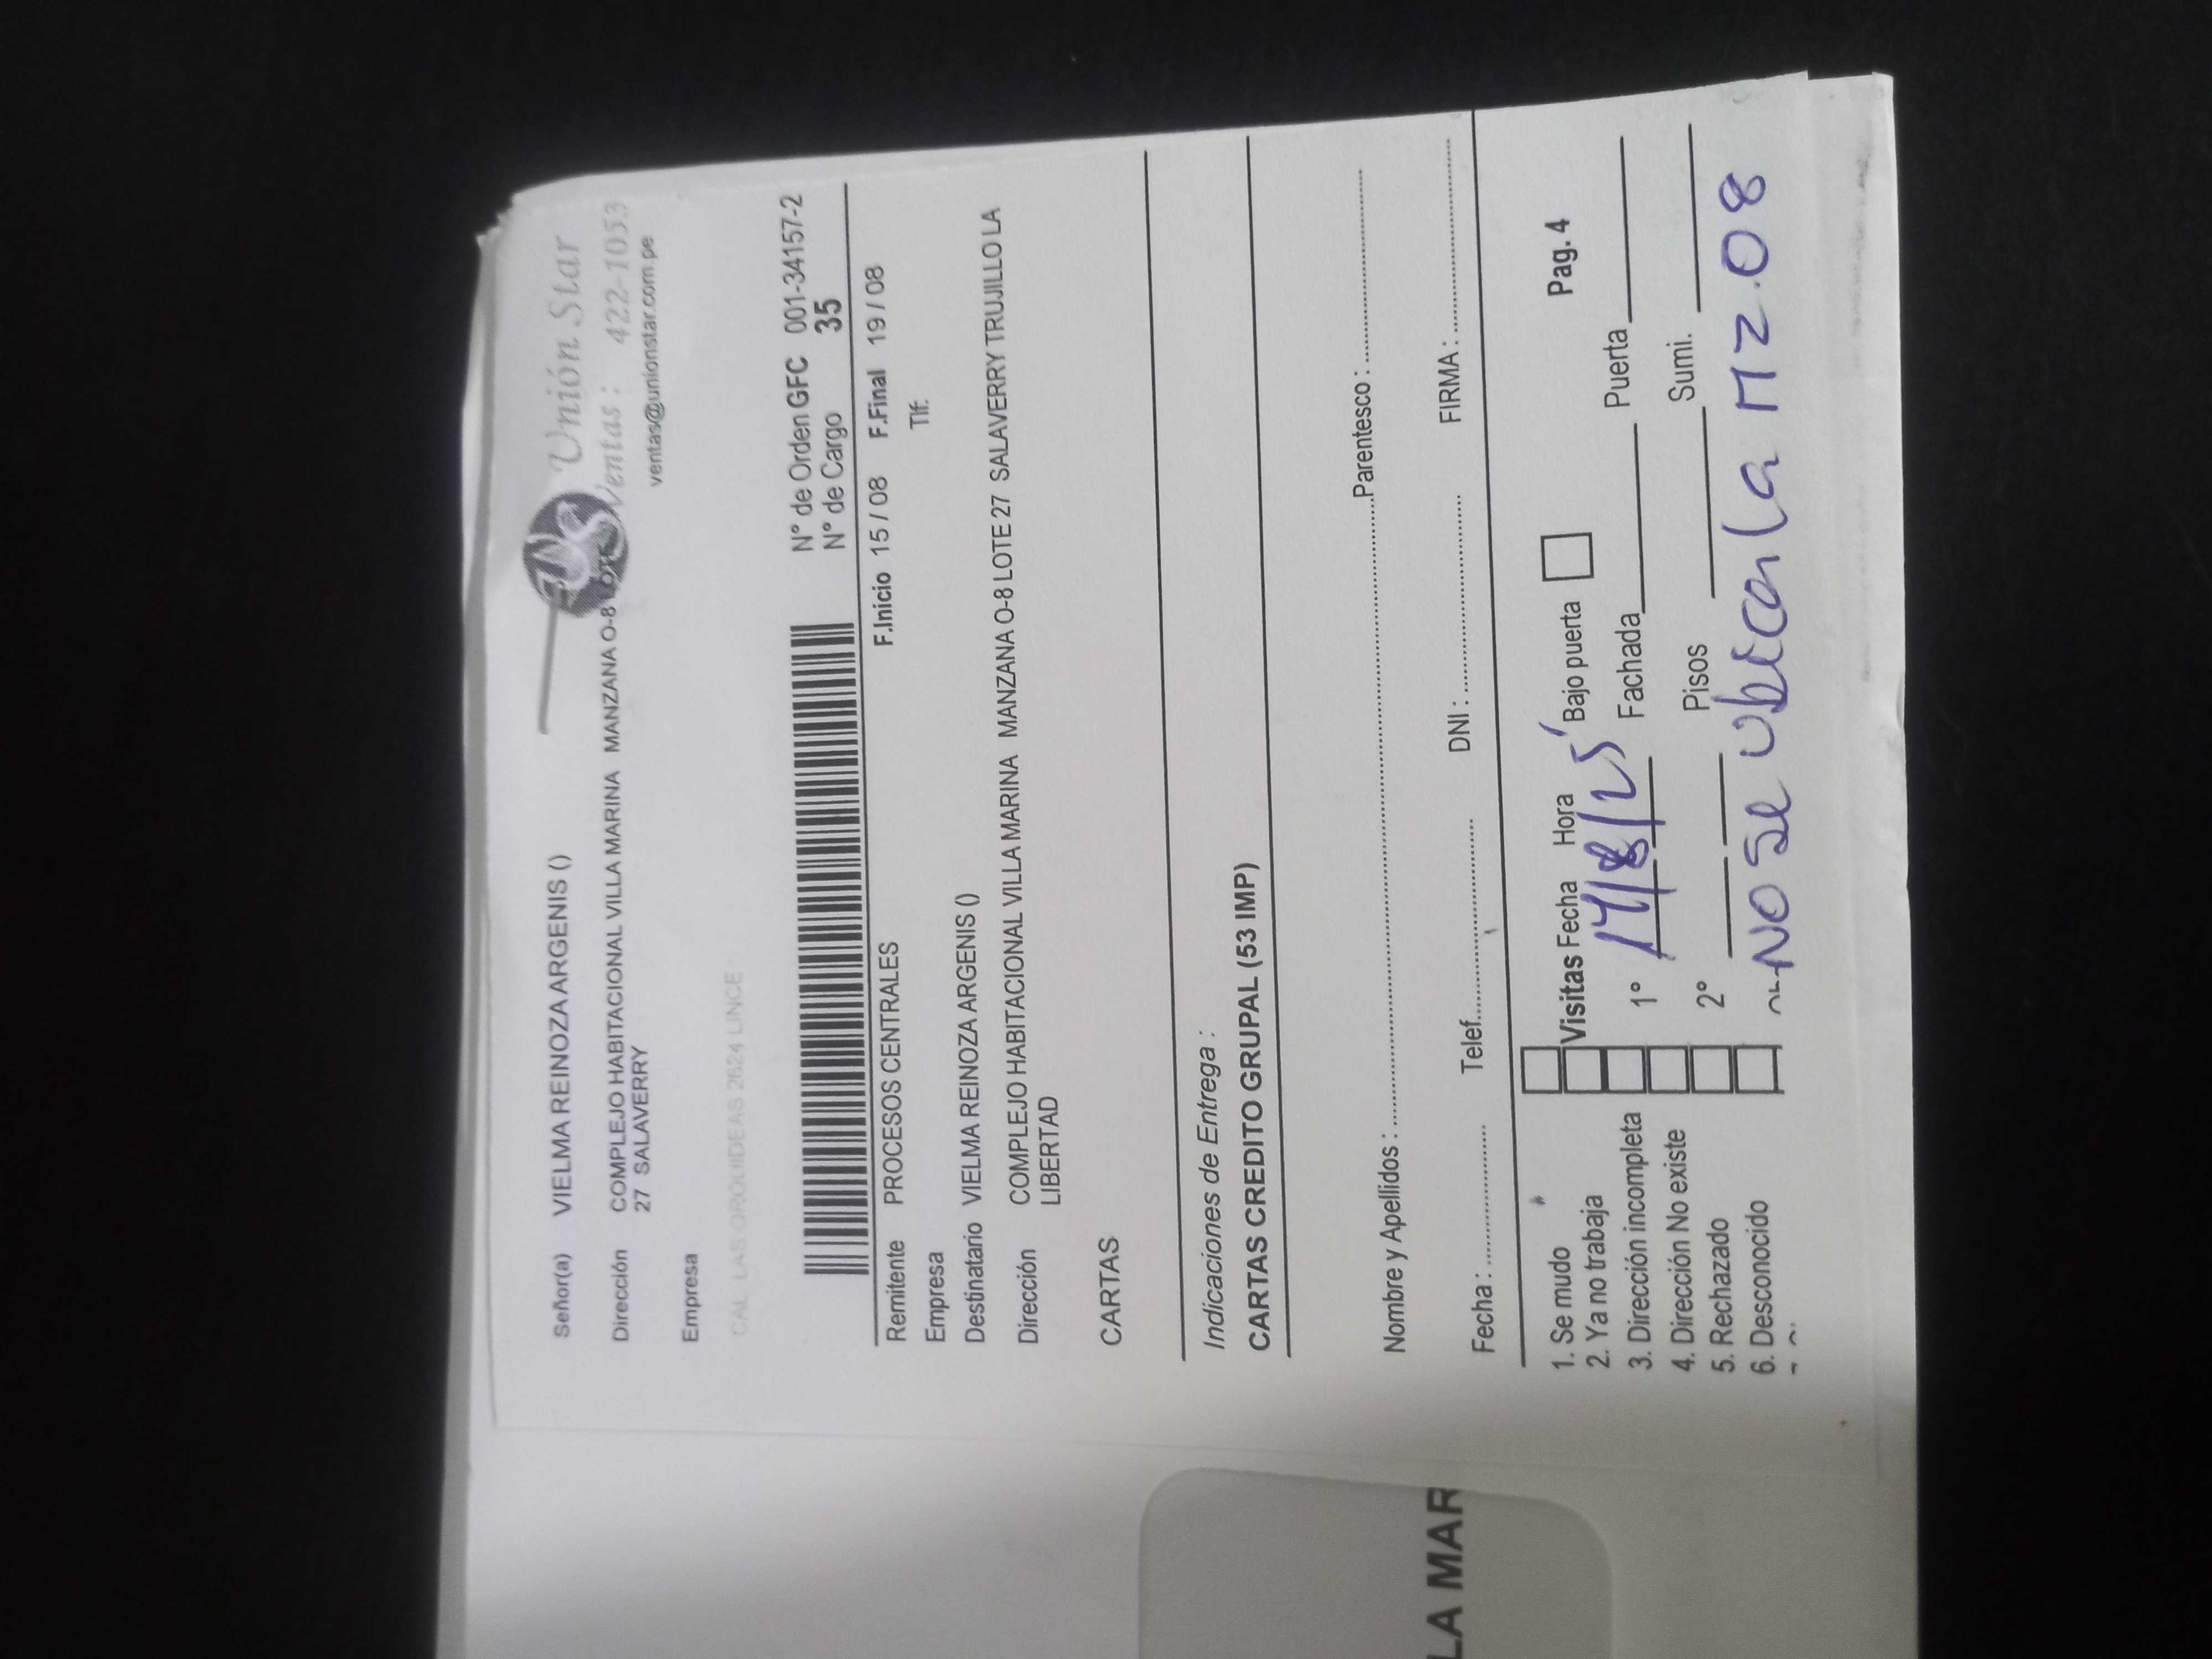 Unión Star
Ventas: 422-1053
ventas@unionstar.com.pe
Señor(a) VIELMA REINOZA ARGENIS ()
Dirección COMPLEJO HABITACIONAL VILLA MARINA MANZANA O-8 LOTE
27 SALAVERRY
Empresa
CAL. LAS ORQUIDEAS 2624 LINCE
N° de Orden GFC 001-34157-2
N° de Cargo 35
F.Inicio 15 / 08 F.Final 19 / 08
Remitente PROCESOS CENTRALES
Empresa Tlf.
Destinatario VIELMA REINOZA ARGENIS ()
Dirección COMPLEJO HABITACIONAL VILLA MARINA MANZANA O-8 LOTE 27 SALAVERRY TRUJILLO LA
LIBERTAD
CARTAS
Indicaciones de Entrega :
CARTAS CREDITO GRUPAL (53 IMP)
Nombre y Apellidos : Parentesco :
Fecha : Telef. DNI : FIRMA :
1. Se mudo
2. Ya no trabaja
3. Dirección incompleta
4. Dirección No existe
5. Rechazado
6. Desconocido
Visitas Fecha Hora Bajo puerta Pag. 4
1° Fachada Puerta
2° Pisos Sumi.
No se ubica la Mz.O8
LA MAR